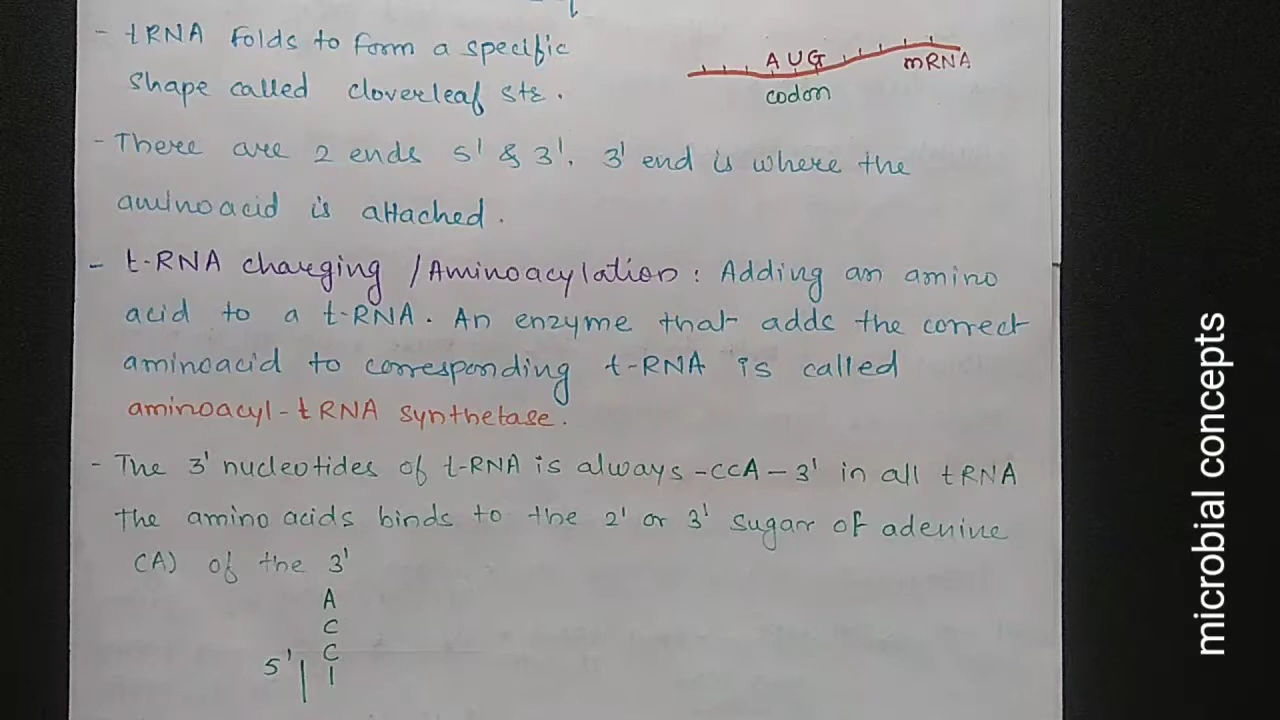 - tRNA Folds to form a specific
shape called cloverleaf str.
AUG
mRNA
codon
- There are 2 ends 5' & 3'. 3' end is where the
aminoacid is attached.
- t-RNA charging /Aminoacylation: Adding an amino
acid to a t-RNA. An enzyme that adds the correct
aminoacid to corresponding t-RNA is called
aminoacyl-tRNA synthetase.
- The 3' nucleotides of t-RNA is always -CCA-3' in all tRNA
the amino acids binds to the 2' or 3' sugar of adenine
(A) of the 3'
A
C
C
5'
microbial concepts